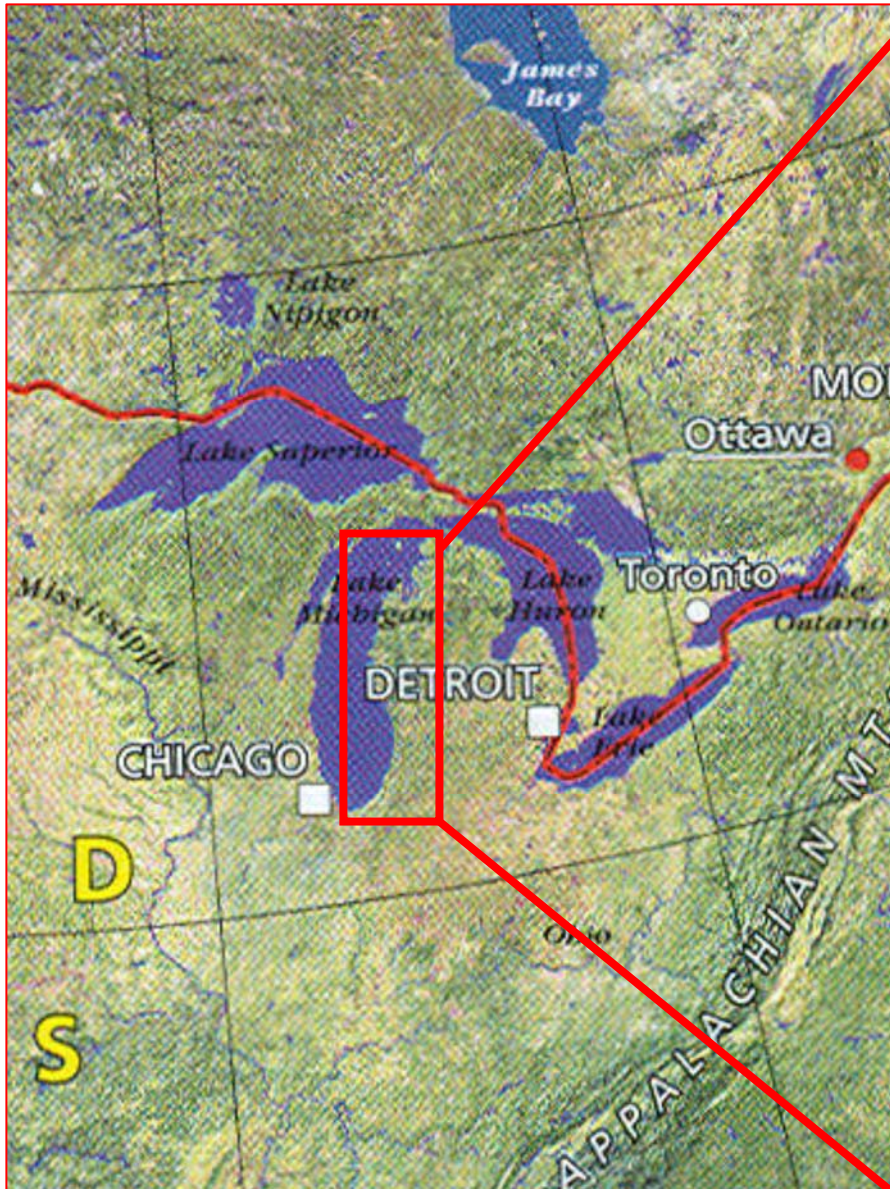 James
Bay
Lake
Nipigon
MO
Ottawa
Lake Superior
Toronto
Lake
Ontario
Lake
Michigan
Lake
Huron
Mississippi
DETROIT
Lake
Erie
CHICAGO
D
Ohio
S
APPALACHIAN MT